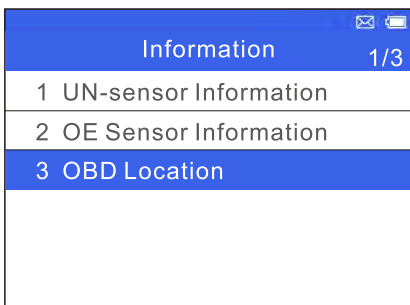 Information
1/3
1 UN-sensor Information
2 OE Sensor Information
3 OBD Location